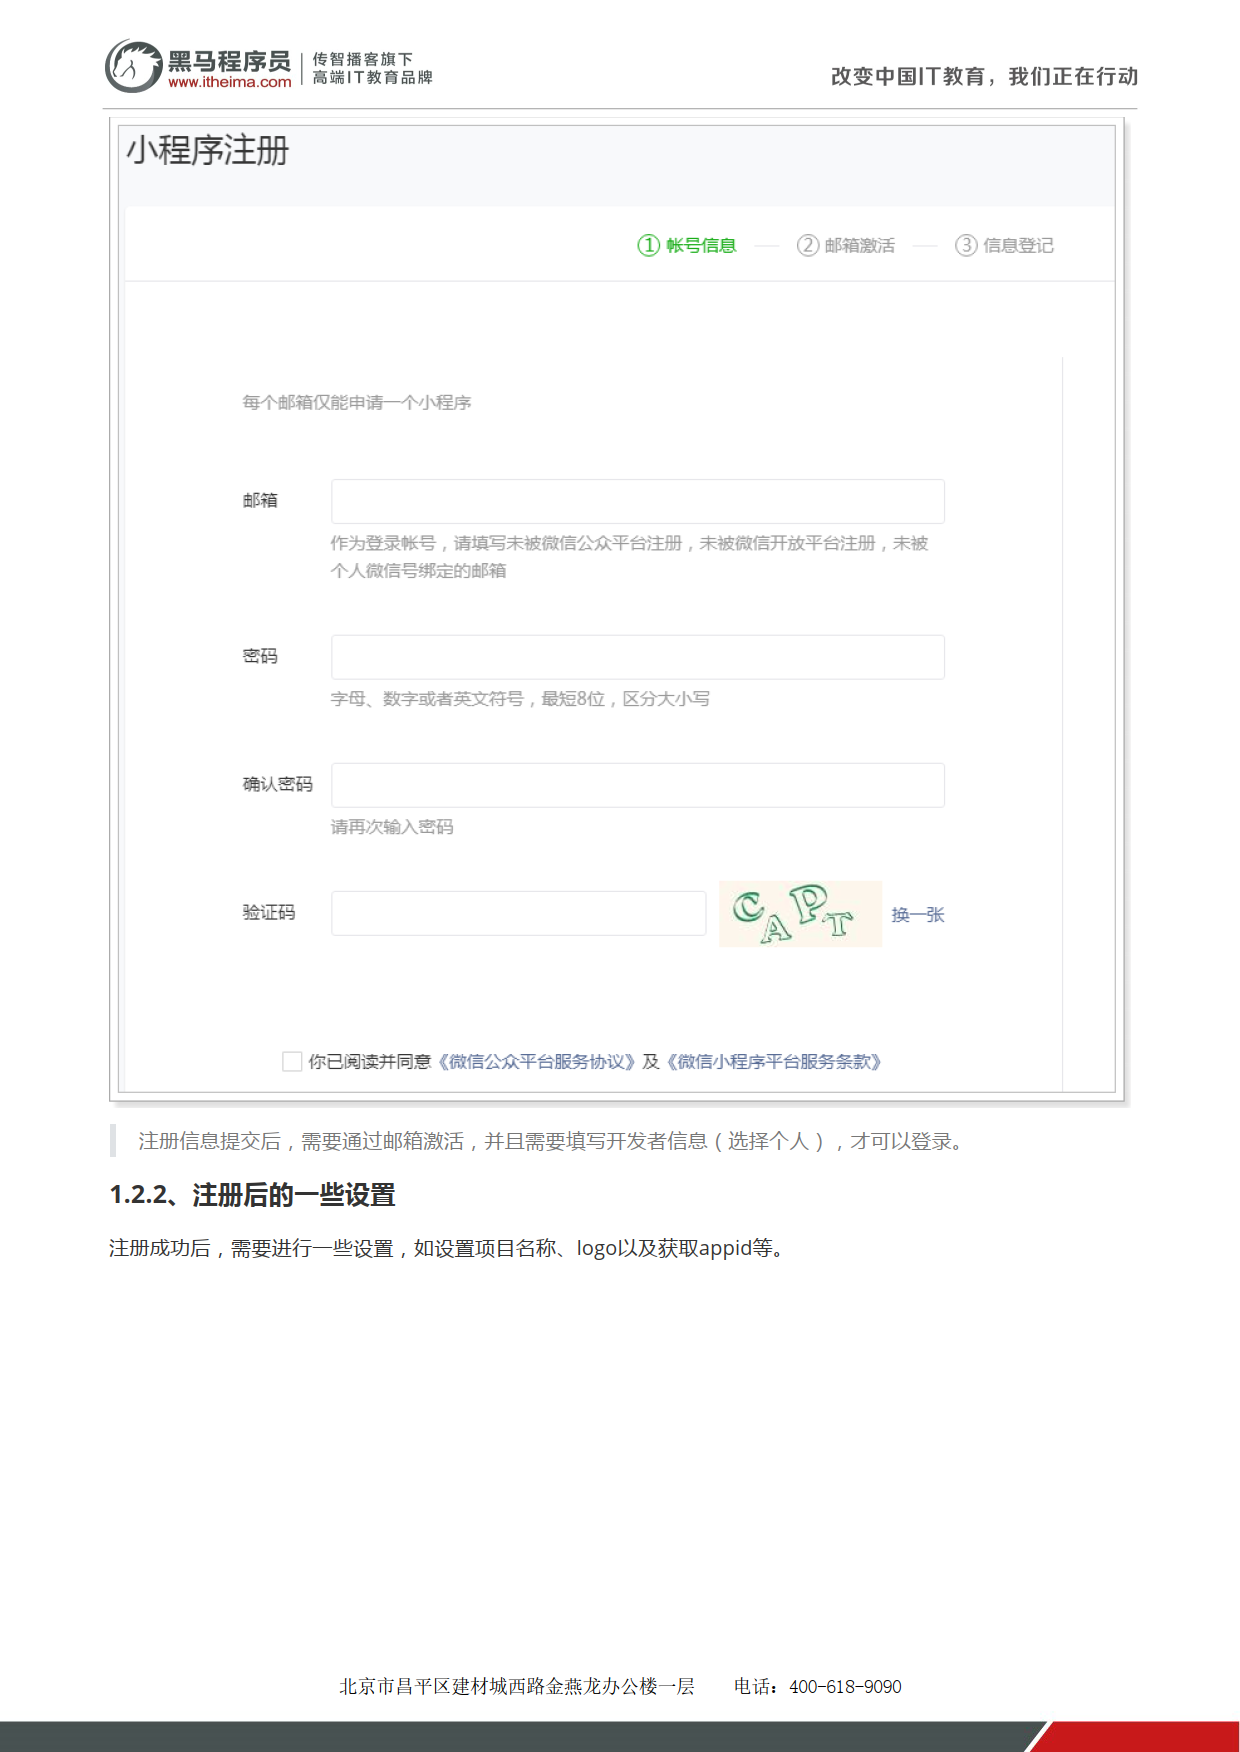 黑马程序员
www.itheima.com
传智播客旗下
高端IT教育品牌
改变中国IT教育，我们正在行动
小程序注册
① 帐号信息 — ② 邮箱激活 — ③ 信息登记
每个邮箱仅能申请一个小程序
邮箱
作为登录帐号，请填写未被微信公众平台注册，未被微信开放平台注册，未被
个人微信号绑定的邮箱
密码
字母、数字或者英文符号，最短8位，区分大小写
确认密码
请再次输入密码
验证码
CAPT
换一张
你已阅读并同意《微信公众平台服务协议》及《微信小程序平台服务条款》
注册信息提交后，需要通过邮箱激活，并且需要填写开发者信息（选择个人），才可以登录。
1.2.2、注册后的一些设置
注册成功后，需要进行一些设置，如设置项目名称、logo以及获取appid等。
北京市昌平区建材城西路金燕龙办公楼一层 电话：400-618-9090